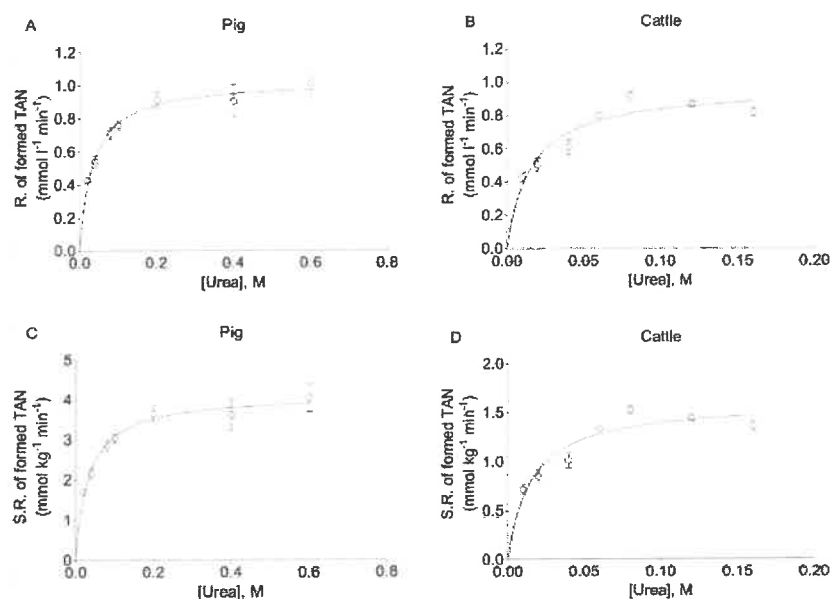 A
Pig
R. of formed TAN
(mmol l⁻¹ min⁻¹)
1.2
1.0
0.8
0.6
0.4
0.2
0.0
0.0 0.2 0.4 0.6 0.8
[Urea], M
B
Cattle
R. of formed TAN
(mmol l⁻¹ min⁻¹)
1.2
1.0
0.8
0.6
0.4
0.2
0.0
0.00 0.05 0.10 0.15 0.20
[Urea], M
C
Pig
S.R. of formed TAN
(mmol kg⁻¹ min⁻¹)
5
4
3
2
1
0
0.0 0.2 0.4 0.6 0.8
[Urea], M
D
Cattle
S.R. of formed TAN
(mmol kg⁻¹ min⁻¹)
2.0
1.5
1.0
0.5
0.0
0.00 0.05 0.10 0.15 0.20
[Urea], M